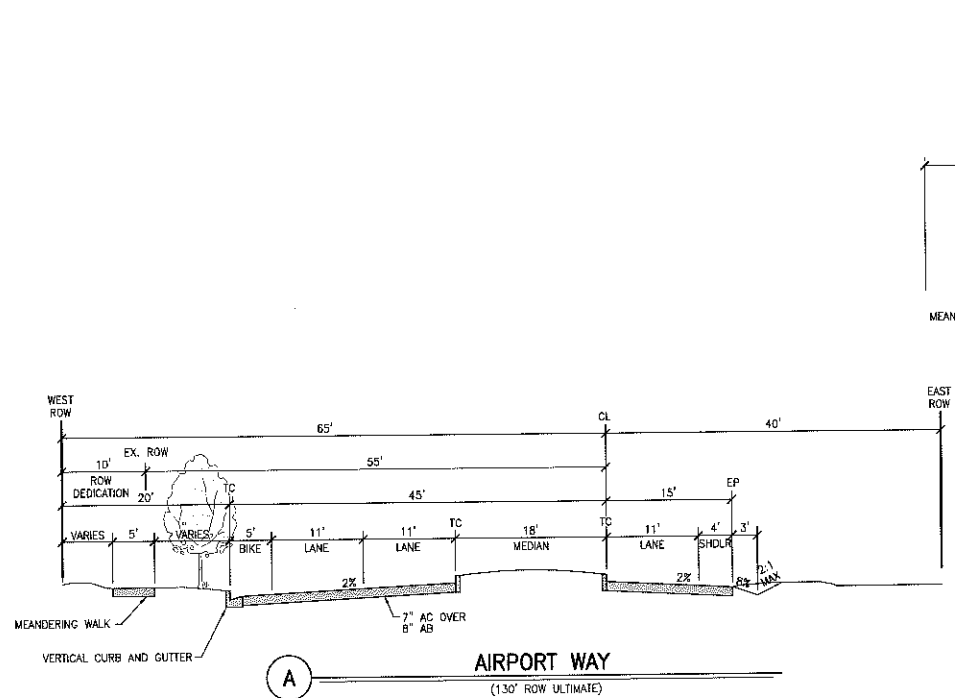 MEAN
WEST
ROW
EAST
ROW
CL
65'
40'
EX. ROW
10'
55'
ROW
DEDICATION
20'
TC
45'
15'
EP
VARIES
5'
VARIES
5'
BIKE
11'
LANE
11'
LANE
TC
18'
MEDIAN
TC
11'
LANE
4'
SHDLR
3'
2%
2%
8%
2:1
MAX
MEANDERING WALK
7" AC OVER
8" AB
VERTICAL CURB AND GUTTER
A
AIRPORT WAY
(130' ROW ULTIMATE)